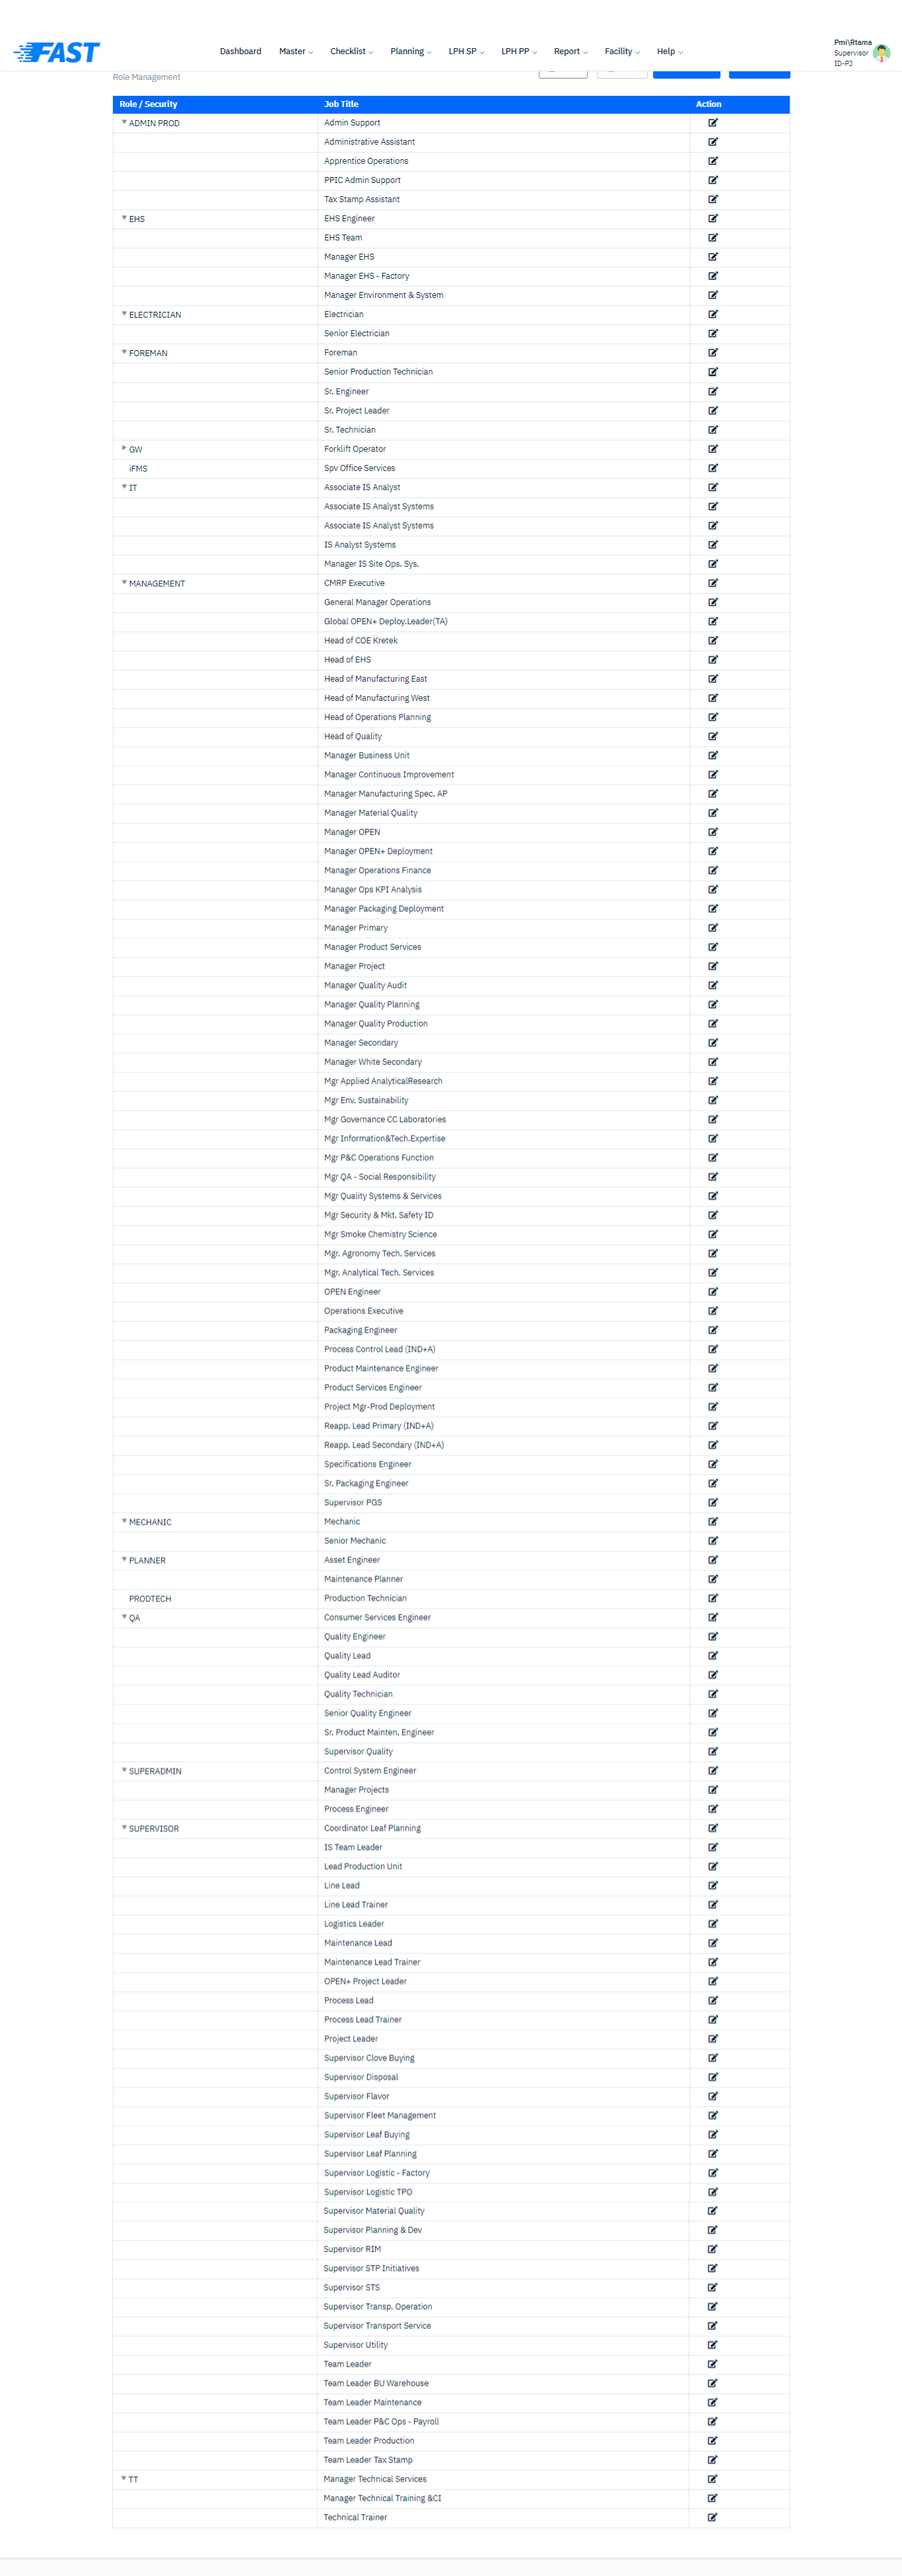 FAST
Dashboard Master Checklist Planning LPH SP LPH PP Report Facility Help
Pmi\Rtama
Supervisor
ID-PJ
Role Management
Role / Security Job Title Action
ADMIN PROD Admin Support
Administrative Assistant
Apprentice Operations
PPIC Admin Support
Tax Stamp Assistant
EHS EHS Engineer
EHS Team
Manager EHS
Manager EHS - Factory
Manager Environment & System
ELECTRICIAN Electrician
Senior Electrician
FOREMAN Foreman
Senior Production Technician
Sr. Engineer
Sr. Project Leader
Sr. Technician
GW Forklift Operator
iFMS Spv Office Services
IT Associate IS Analyst
Associate IS Analyst Systems
Associate IS Analyst Systems
IS Analyst Systems
Manager IS Site Ops. Sys.
MANAGEMENT CMRP Executive
General Manager Operations
Global OPEN+ Deploy.Leader(TA)
Head of COE Kretek
Head of EHS
Head of Manufacturing East
Head of Manufacturing West
Head of Operations Planning
Head of Quality
Manager Business Unit
Manager Continuous Improvement
Manager Manufacturing Spec. AP
Manager Material Quality
Manager OPEN
Manager OPEN+ Deployment
Manager Operations Finance
Manager Ops KPI Analysis
Manager Packaging Deployment
Manager Primary
Manager Product Services
Manager Project
Manager Quality Audit
Manager Quality Planning
Manager Quality Production
Manager Secondary
Manager White Secondary
Mgr Applied AnalyticalResearch
Mgr Env. Sustainability
Mgr Governance CC Laboratories
Mgr Information&Tech.Expertise
Mgr P&C Operations Function
Mgr QA - Social Responsibility
Mgr Quality Systems & Services
Mgr Security & Mkt. Safety ID
Mgr Smoke Chemistry Science
Mgr. Agronomy Tech. Services
Mgr. Analytical Tech. Services
OPEN Engineer
Operations Executive
Packaging Engineer
Process Control Lead (IND+A)
Product Maintenance Engineer
Product Services Engineer
Project Mgr-Prod Deployment
Reapp. Lead Primary (IND+A)
Reapp. Lead Secondary (IND+A)
Specifications Engineer
Sr. Packaging Engineer
Supervisor PGS
MECHANIC Mechanic
Senior Mechanic
PLANNER Asset Engineer
Maintenance Planner
PRODTECH Production Technician
QA Consumer Services Engineer
Quality Engineer
Quality Lead
Quality Lead Auditor
Quality Technician
Senior Quality Engineer
Sr. Product Mainten. Engineer
Supervisor Quality
SUPERADMIN Control System Engineer
Manager Projects
Process Engineer
SUPERVISOR Coordinator Leaf Planning
IS Team Leader
Lead Production Unit
Line Lead
Line Lead Trainer
Logistics Leader
Maintenance Lead
Maintenance Lead Trainer
OPEN+ Project Leader
Process Lead
Process Lead Trainer
Project Leader
Supervisor Clove Buying
Supervisor Disposal
Supervisor Flavor
Supervisor Fleet Management
Supervisor Leaf Buying
Supervisor Leaf Planning
Supervisor Logistic - Factory
Supervisor Logistic TPO
Supervisor Material Quality
Supervisor Planning & Dev
Supervisor RIM
Supervisor STP Initiatives
Supervisor STS
Supervisor Transp. Operation
Supervisor Transport Service
Supervisor Utility
Team Leader
Team Leader BU Warehouse
Team Leader Maintenance
Team Leader P&C Ops - Payroll
Team Leader Production
Team Leader Tax Stamp
TT Manager Technical Services
Manager Technical Training &CI
Technical Trainer